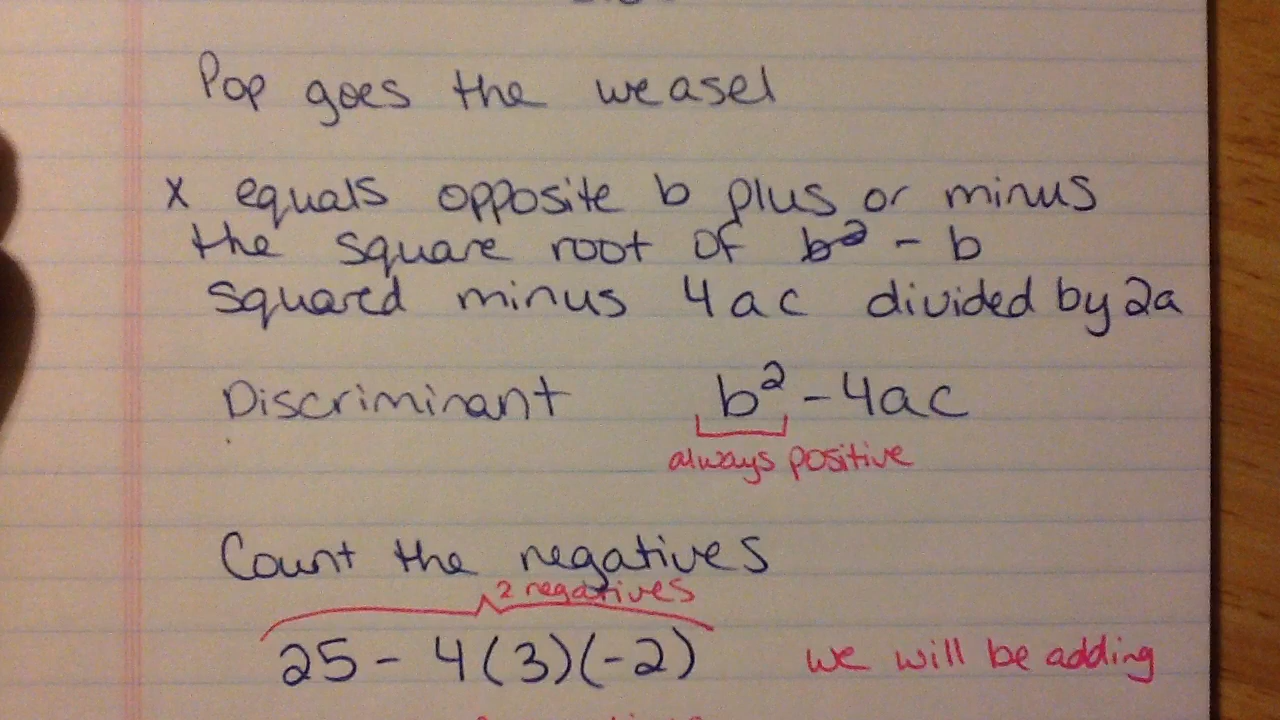 Pop goes the weasel
x equals opposite b plus or minus
the square root of b² - b
squared minus 4ac divided by 2a
Discriminant b² - 4ac
always positive
Count the negatives
2 negatives
25 - 4(3)(-2) we will be adding